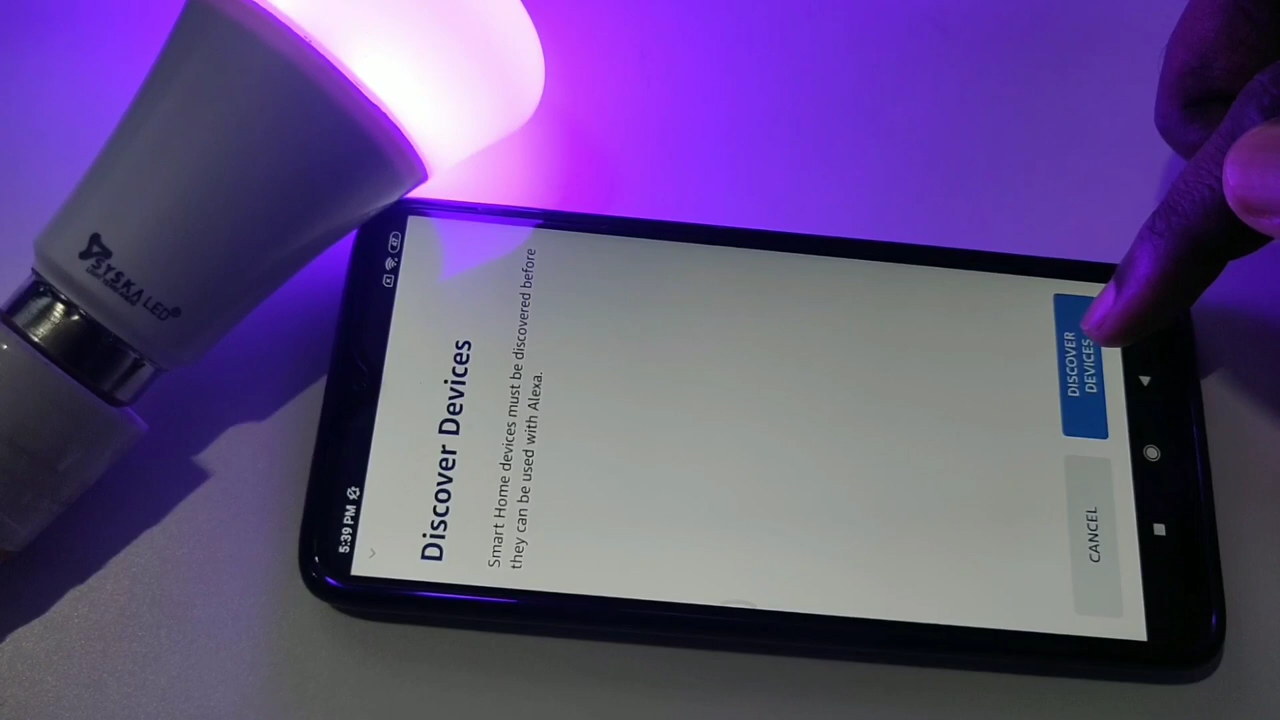 SYSKA LED®
5:39 PM
47
Discover Devices
Smart Home devices must be discovered before
they can be used with Alexa.
CANCEL
DISCOVER
DEVICES